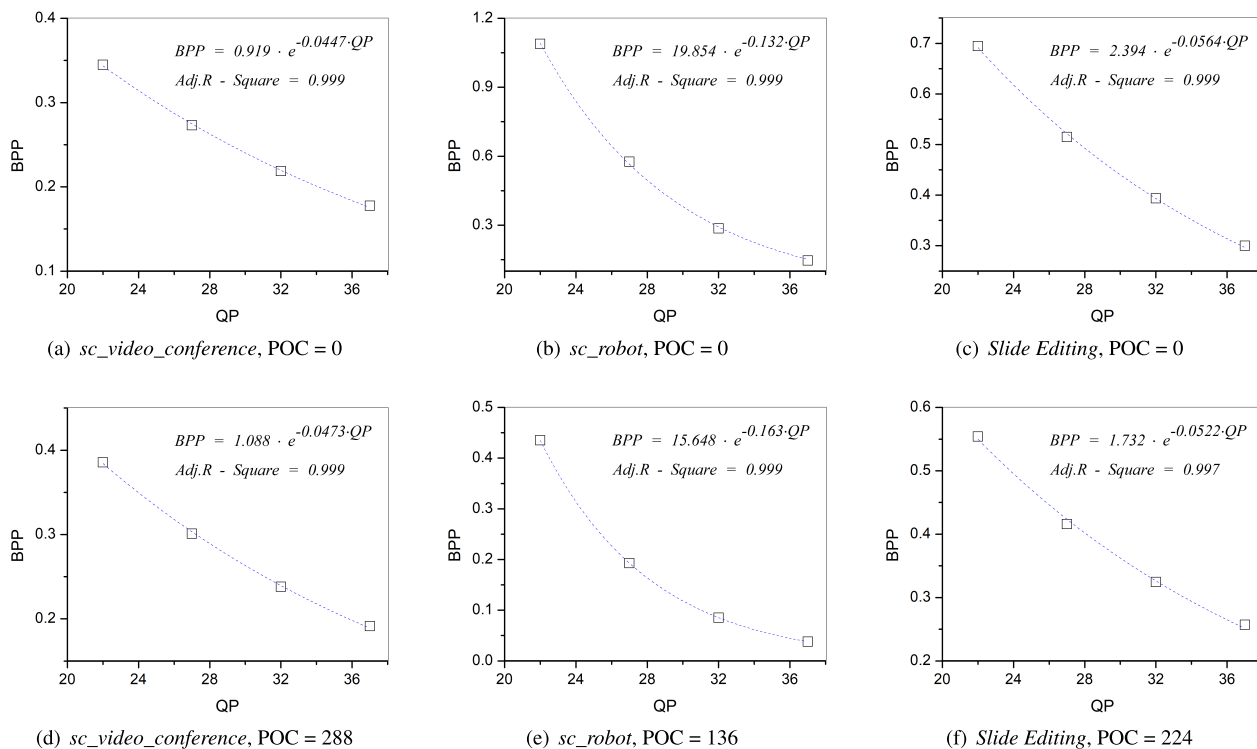 0.4
0.3
0.2
0.1
BPP
20 24 28 32 36
QP
BPP = 0.919 · e^-0.0447·QP
Adj.R - Square = 0.999
(a) sc_video_conference, POC = 0
1.2
0.9
0.6
0.3
BPP
20 24 28 32 36
QP
BPP = 19.854 · e^-0.132·QP
Adj.R - Square = 0.999
(b) sc_robot, POC = 0
0.7
0.6
0.5
0.4
0.3
BPP
20 24 28 32 36
QP
BPP = 2.394 · e^-0.0564·QP
Adj.R - Square = 0.999
(c) Slide Editing, POC = 0
0.4
0.3
0.2
BPP
20 24 28 32 36
QP
BPP = 1.088 · e^-0.0473·QP
Adj.R - Square = 0.999
(d) sc_video_conference, POC = 288
0.5
0.4
0.3
0.2
0.1
0.0
BPP
20 24 28 32 36
QP
BPP = 15.648 · e^-0.163·QP
Adj.R - Square = 0.999
(e) sc_robot, POC = 136
0.6
0.5
0.4
0.3
0.2
BPP
20 24 28 32 36
QP
BPP = 1.732 · e^-0.0522·QP
Adj.R - Square = 0.997
(f) Slide Editing, POC = 224